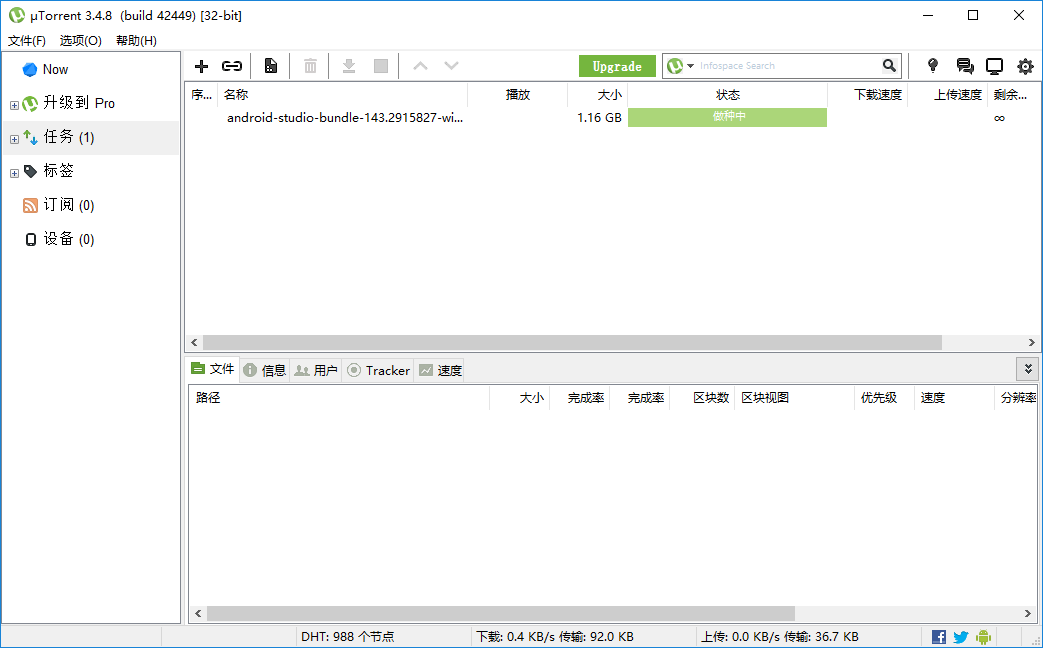 µTorrent 3.4.8 (build 42449) [32-bit]
文件(F) 选项(O) 帮助(H)
Now
升级到 Pro
任务 (1)
标签
订阅 (0)
设备 (0)
Upgrade
Infospace Search
序... 名称 播放 大小 状态 下载速度 上传速度 剩余...
android-studio-bundle-143.2915827-wi... 1.16 GB 做种中 ∞
文件 信息 用户 Tracker 速度
路径 大小 完成率 完成率 区块数 区块视图 优先级 速度 分辨率
DHT: 988 个节点 下载: 0.4 KB/s 传输: 92.0 KB 上传: 0.0 KB/s 传输: 36.7 KB